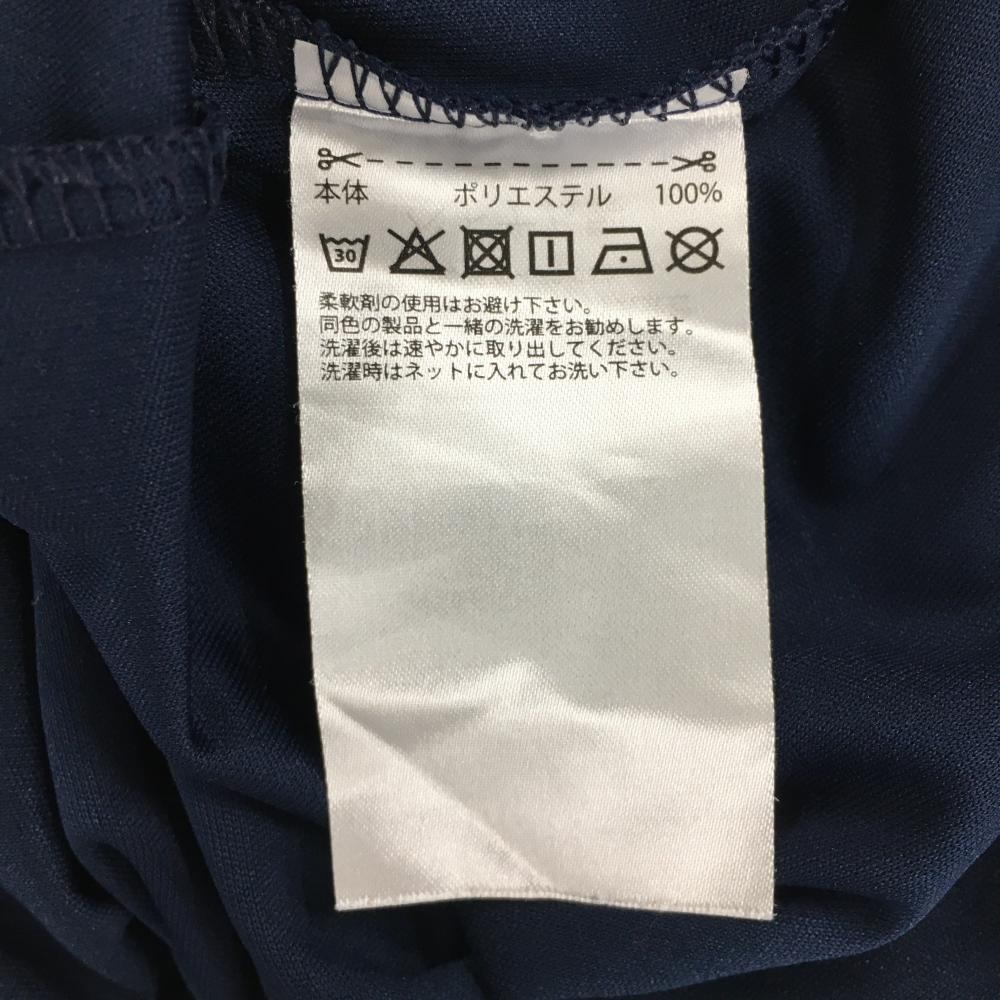 本体 ポリエステル 100%
30
柔軟剤の使用はお避け下さい。
同色の製品と一緒の洗濯をお勧めします。
洗濯後は速やかに取り出してください。
洗濯時はネットに入れてお洗い下さい。